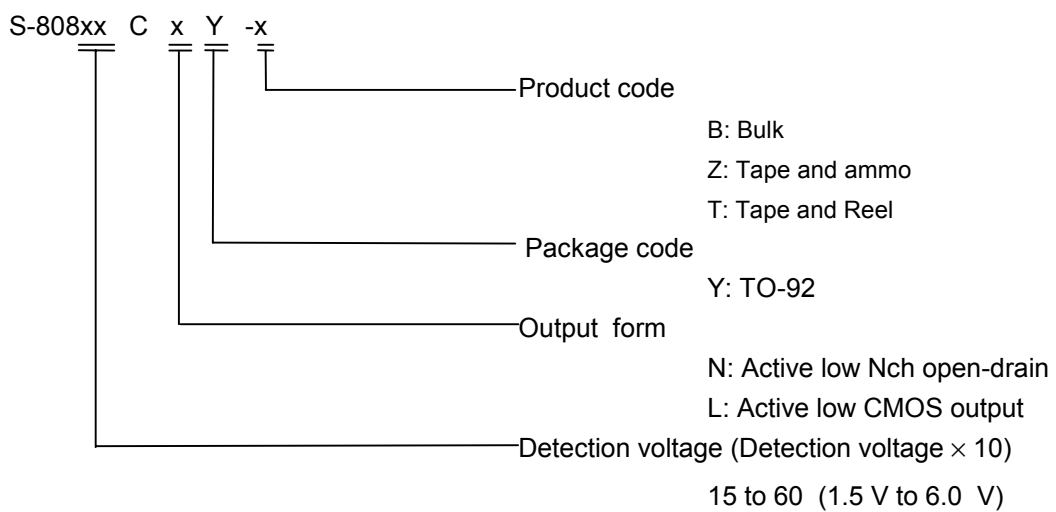 S-808xx C x Y -x
Product code
B: Bulk
Z: Tape and ammo
T: Tape and Reel
Package code
Y: TO-92
Output form
N: Active low Nch open-drain
L: Active low CMOS output
Detection voltage (Detection voltage × 10)
15 to 60 (1.5 V to 6.0 V)